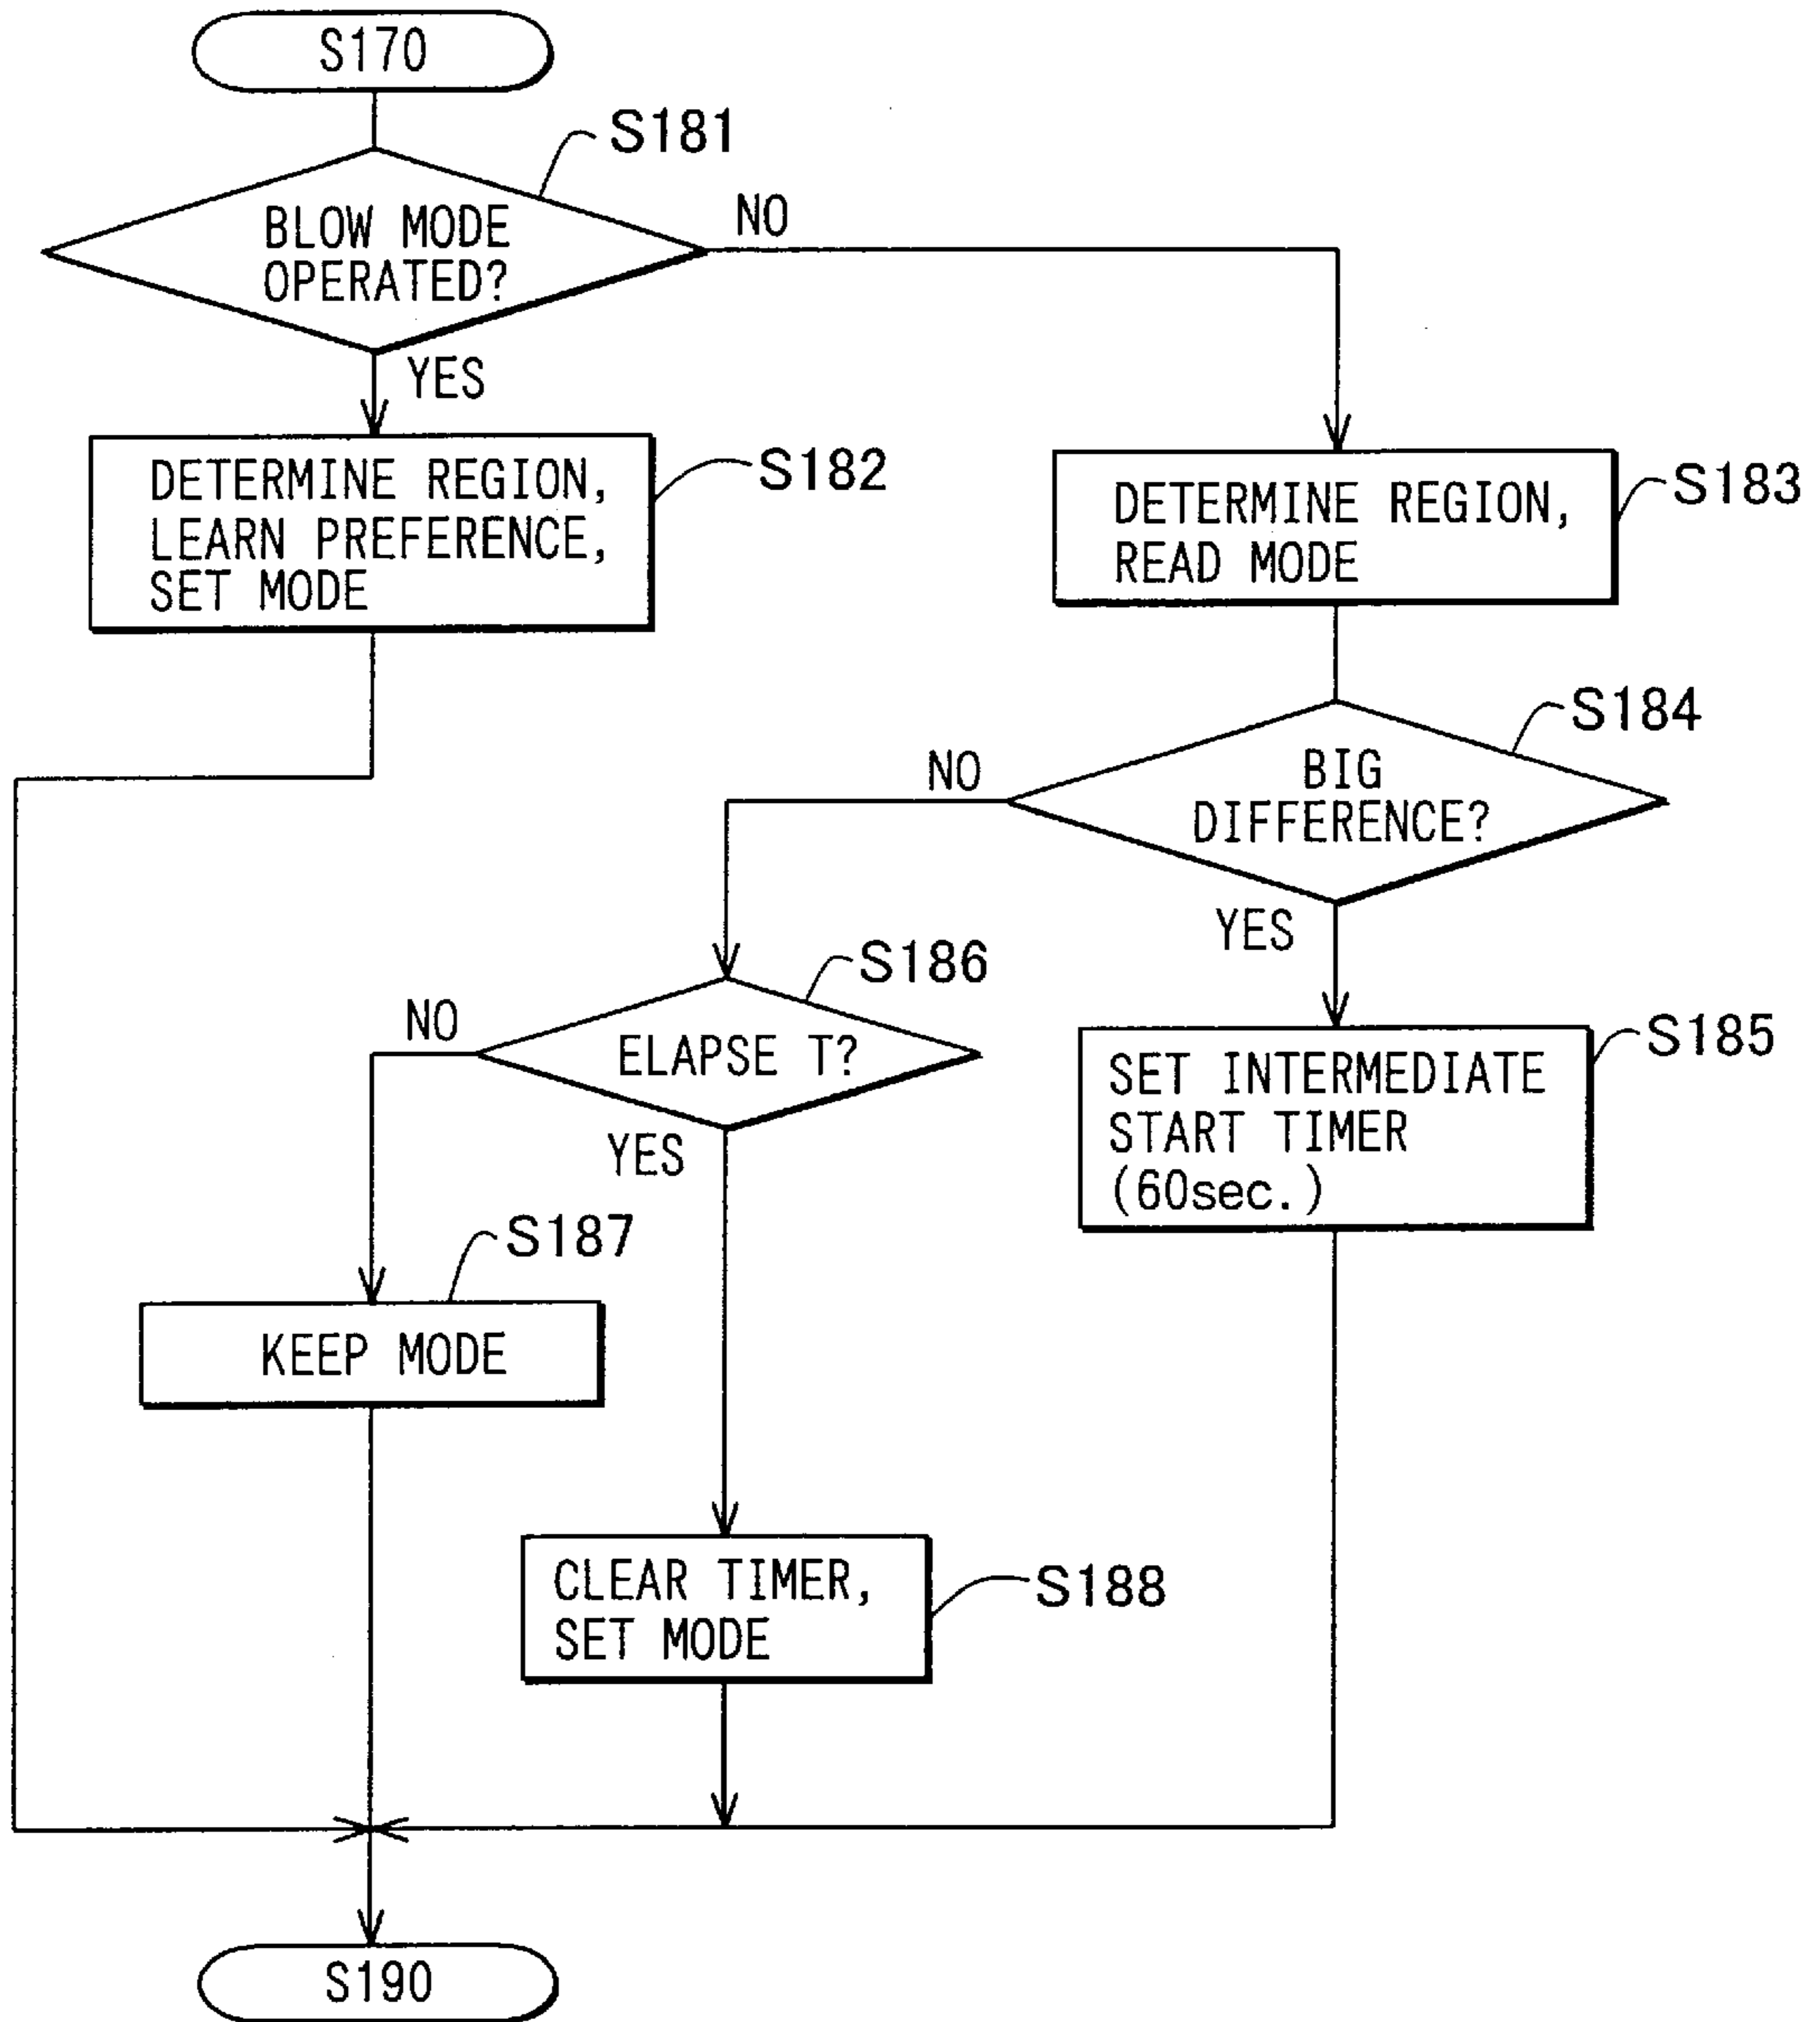 S170
S181
BLOW MODE
OPERATED?
NO
YES
DETERMINE REGION,
LEARN PREFERENCE,
SET MODE
S182
DETERMINE REGION,
READ MODE
S183
S184
BIG
DIFFERENCE?
NO
YES
S186
ELAPSE T?
NO
YES
S185
SET INTERMEDIATE
START TIMER
(60sec.)
S187
KEEP MODE
CLEAR TIMER,
SET MODE
S188
S190